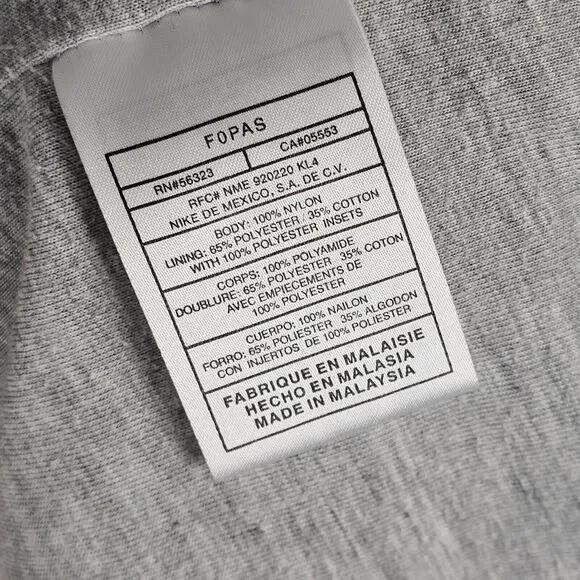 F0PAS
RN#56323
CA#05553
RFC# NME 920220 KL4
NIKE DE MEXICO, S.A. DE C.V.
BODY: 100% NYLON
LINING: 65% POLYESTER / 35% COTTON
WITH 100% POLYESTER INSETS
CORPS: 100% POLYAMIDE
DOUBLURE: 65% POLYESTER 35% COTON
AVEC EMPIECEMENTS DE
100% POLYESTER
CUERPO: 100% NAILON
FORRO: 65% POLIESTER 35% ALGODON
CON INJERTOS DE 100% POLIESTER
FABRIQUE EN MALAISIE
HECHO EN MALASIA
MADE IN MALAYSIA